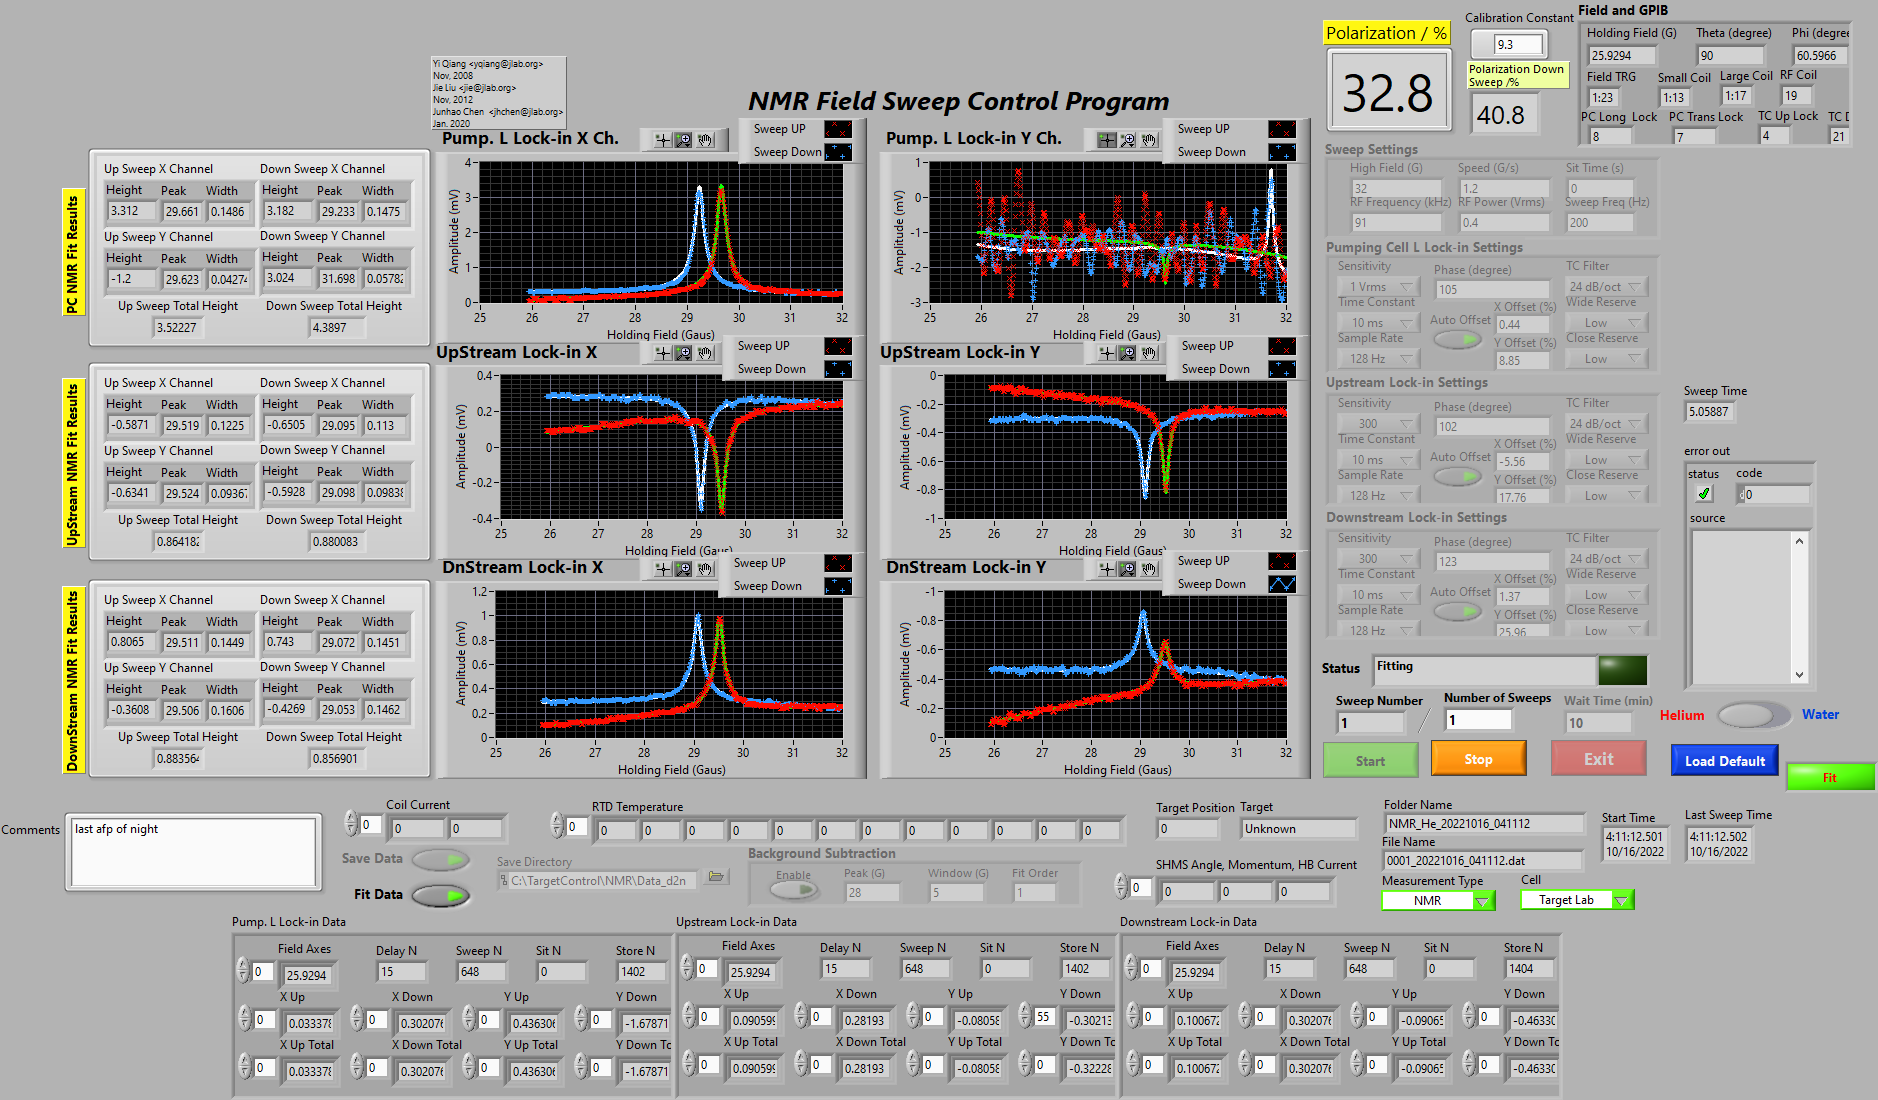 Yi Qiang <yqiang@jlab.org>
Nov, 2008
Jie Liu <jie@jlab.org>
Nov, 2012
Junhao Chen <jhchen@jlab.org>
Jan. 2020
NMR Field Sweep Control Program
Polarization / %
32.8
Calibration Constant
9.3
Polarization Down
Sweep /%
40.8
Field and GPIB
Holding Field (G) Theta (degree) Phi (degree
25.9294 90 60.5966
Field TRG Small Coil Large Coil RF Coil
1:23 1:13 1:17 19
PC Long Lock PC Trans Lock TC Up Lock TC D
8 7 4 21
PC NMR Fit Results
Up Sweep X Channel Down Sweep X Channel
Height Peak Width Height Peak Width
3.312 29.661 0.1486 3.182 29.233 0.1475
Up Sweep Y Channel Down Sweep Y Channel
Height Peak Width Height Peak Width
-1.2 29.623 0.04274 3.024 31.698 0.05782
Up Sweep Total Height Down Sweep Total Height
3.52227 4.3897
UpStream NMR Fit Results
Up Sweep X Channel Down Sweep X Channel
Height Peak Width Height Peak Width
-0.5871 29.519 0.1225 -0.6505 29.095 0.113
Up Sweep Y Channel Down Sweep Y Channel
Height Peak Width Height Peak Width
-0.6341 29.524 0.09367 -0.5928 29.098 0.09838
Up Sweep Total Height Down Sweep Total Height
0.864182 0.880083
DownStream NMR Fit Results
Up Sweep X Channel Down Sweep X Channel
Height Peak Width Height Peak Width
0.8065 29.511 0.1449 0.743 29.072 0.1451
Up Sweep Y Channel Down Sweep Y Channel
Height Peak Width Height Peak Width
-0.3608 29.506 0.1606 -0.4269 29.053 0.1462
Up Sweep Total Height Down Sweep Total Height
0.883564 0.856901
Pump. L Lock-in X Ch.
Sweep UP
Sweep Down
Amplitude (mV)
4
3
2
1
0
25 26 27 28 29 30 31 32
Holding Field (Gaus)
Pump. L Lock-in Y Ch.
Sweep UP
Sweep Down
Amplitude (mV)
1
0
-1
-2
-3
25 26 27 28 29 30 31 32
Holding Field (Gaus)
UpStream Lock-in X
Sweep UP
Sweep Down
Amplitude (mV)
0.4
0.2
0
-0.2
-0.4
25 26 27 28 29 30 31 32
Holding Field (Gaus)
UpStream Lock-in Y
Sweep UP
Sweep Down
Amplitude (mV)
0
-0.2
-0.4
-0.6
-0.8
-1
25 26 27 28 29 30 31 32
Holding Field (Gaus)
DnStream Lock-in X
Sweep UP
Sweep Down
Amplitude (mV)
1.2
1
0.8
0.6
0.4
0.2
0
25 26 27 28 29 30 31 32
Holding Field (Gaus)
DnStream Lock-in Y
Sweep UP
Sweep Down
Amplitude (mV)
-1
-0.8
-0.6
-0.4
-0.2
0
25 26 27 28 29 30 31 32
Holding Field (Gaus)
Sweep Settings
High Field (G) Speed (G/s) Sit Time (s)
32 1.2 0
RF Frequency (kHz) RF Power (Vrms) Sweep Freq (Hz)
91 0.4 200
Pumping Cell L Lock-in Settings
Sensitivity Phase (degree) TC Filter
1 Vrms 105 24 dB/oct
Time Constant X Offset (%) Wide Reserve
10 ms Auto Offset 0.44 Low
Sample Rate Y Offset (%) Close Reserve
128 Hz 8.85 Low
Upstream Lock-in Settings
Sensitivity Phase (degree) TC Filter
300 102 24 dB/oct
Time Constant X Offset (%) Wide Reserve
10 ms Auto Offset -5.56 Low
Sample Rate Y Offset (%) Close Reserve
128 Hz 17.76 Low
Downstream Lock-in Settings
Sensitivity Phase (degree) TC Filter
300 123 24 dB/oct
Time Constant X Offset (%) Wide Reserve
10 ms Auto Offset 1.37 Low
Sample Rate Y Offset (%) Close Reserve
128 Hz 25.96 Low
Sweep Time
5.05887
error out
status code
0
source
Status Fitting
Sweep Number Number of Sweeps Wait Time (min)
1 / 1 10
Helium Water
Start Stop Exit Load Default Fit
Comments last afp of night
Coil Current
0 0 0
Save Data
Fit Data
RTD Temperature
0 0 0 0 0 0 0 0 0 0 0 0 0
Save Directory
C:\TargetControl\NMR\Data_d2n
Background Subtraction
Enable Peak (G) Window (G) Fit Order
28 5 1
Target Position Target
0 Unknown
SHMS Angle, Momentum, HB Current
0 0 0 0
Folder Name
NMR_He_20221016_041112
File Name
0001_20221016_041112.dat
Measurement Type Cell
NMR Target Lab
Start Time Last Sweep Time
4:11:12.501 4:11:12.502
10/16/2022 10/16/2022
Pump. L Lock-in Data
Field Axes Delay N Sweep N Sit N Store N
0 25.9294 15 648 0 1402
X Up X Down Y Up Y Down
0 0.033378 0 0.302076 0 0.436306 0 -1.67871
X Up Total X Down Total Y Up Total Y Down To
0 0.033378 0 0.302076 0 0.436306 0 -1.67871
Upstream Lock-in Data
Field Axes Delay N Sweep N Sit N Store N
0 25.9294 15 648 0 1402
X Up X Down Y Up Y Down
0 0.090599 0 0.28193 0 -0.08058 55 -0.30213
X Up Total X Down Total Y Up Total Y Down To
0 0.090599 0 0.28193 0 -0.08058 0 -0.32228
Downstream Lock-in Data
Field Axes Delay N Sweep N Sit N Store N
0 25.9294 15 648 0 1404
X Up X Down Y Up Y Down
0 0.100672 0 0.302076 0 -0.09065 0 -0.46330
X Up Total X Down Total Y Up Total Y Down To
0 0.100672 0 0.302076 0 -0.09065 0 -0.46330